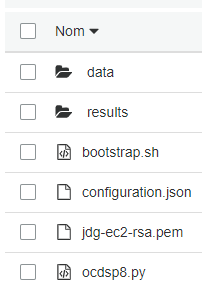 Nom
data
results
bootstrap.sh
configuration.json
jdg-ec2-rsa.pem
ocdsp8.py